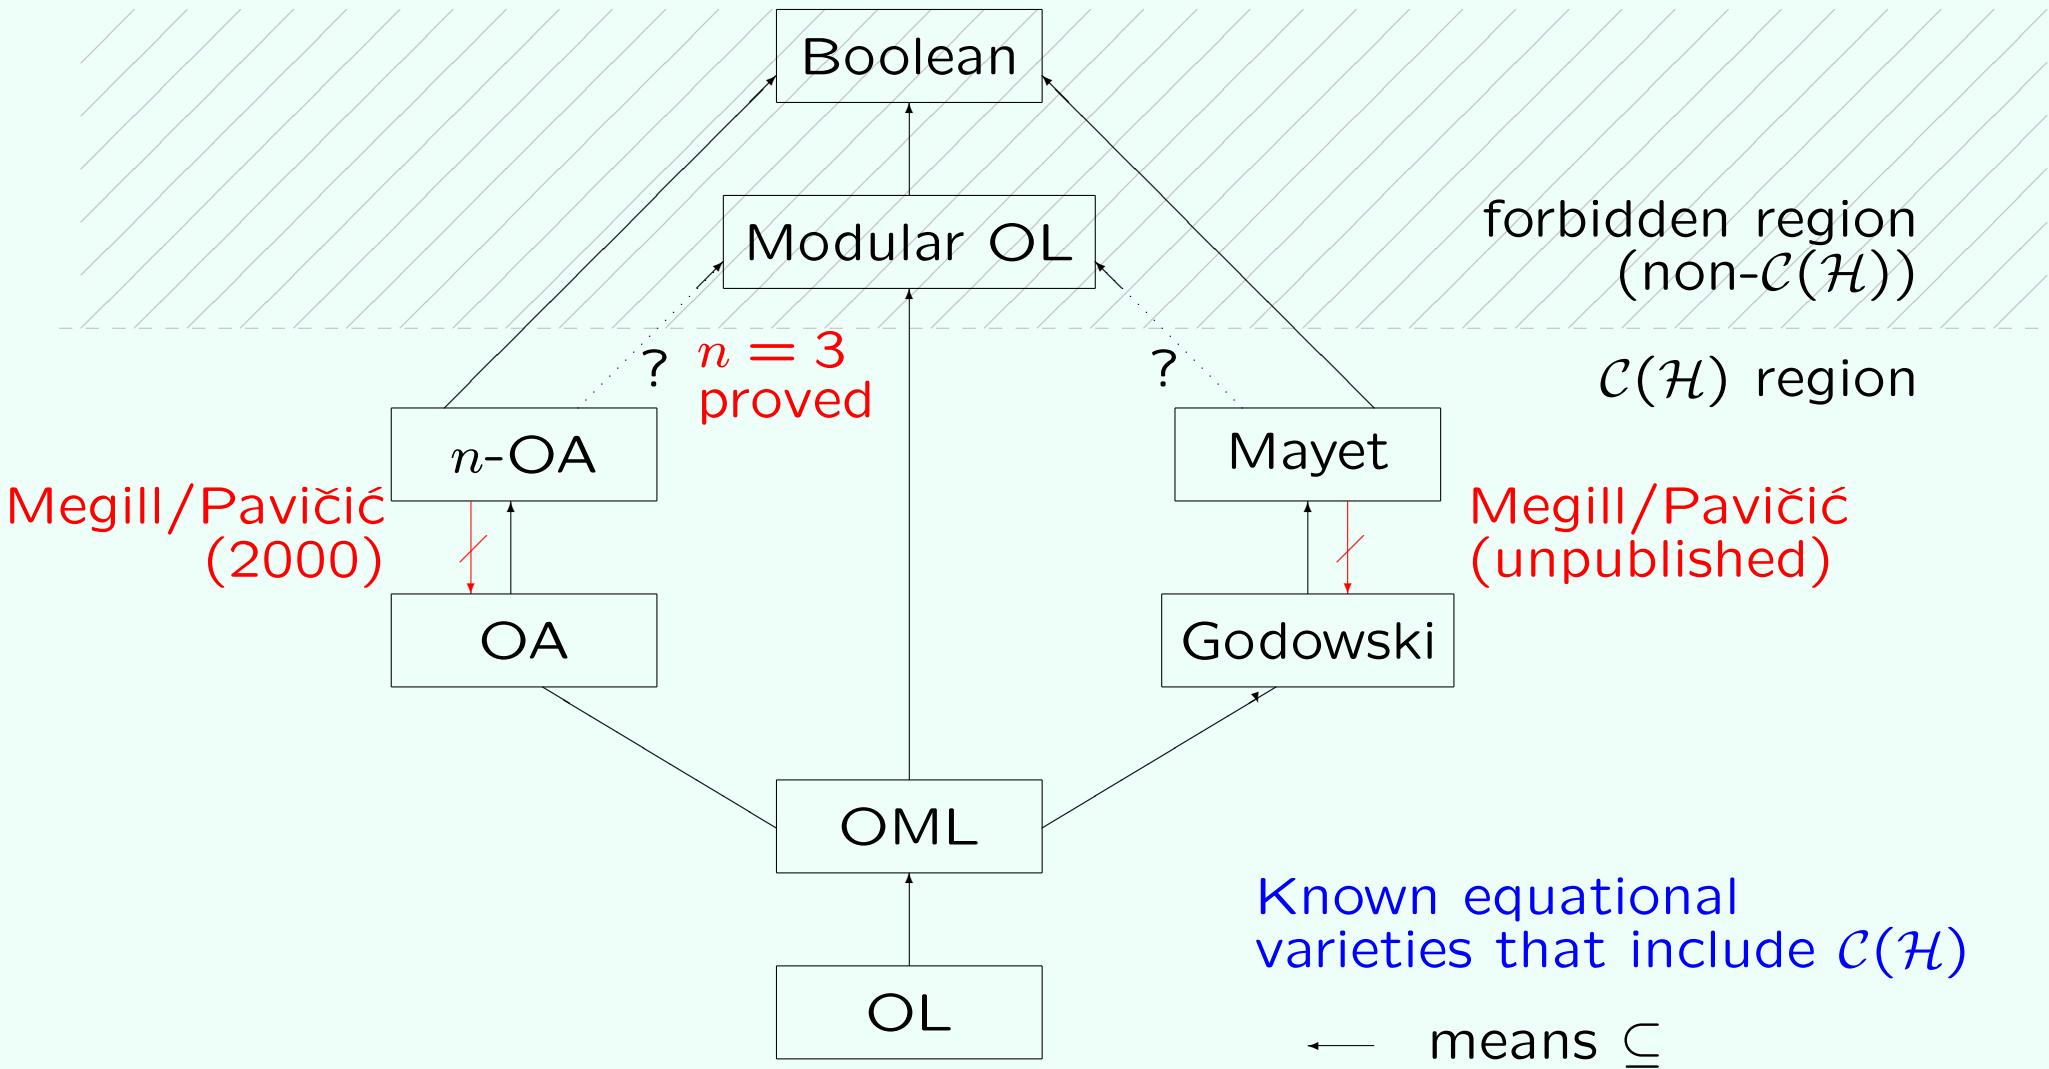 Boolean
Modular OL
forbidden region
(non-𝒞(ℋ))
? n = 3
proved
?
𝒞(ℋ) region
n-OA
Mayet
Megill/Pavičić
(2000)
Megill/Pavičić
(unpublished)
OA
Godowski
OML
Known equational
varieties that include 𝒞(ℋ)
OL
means ⊆